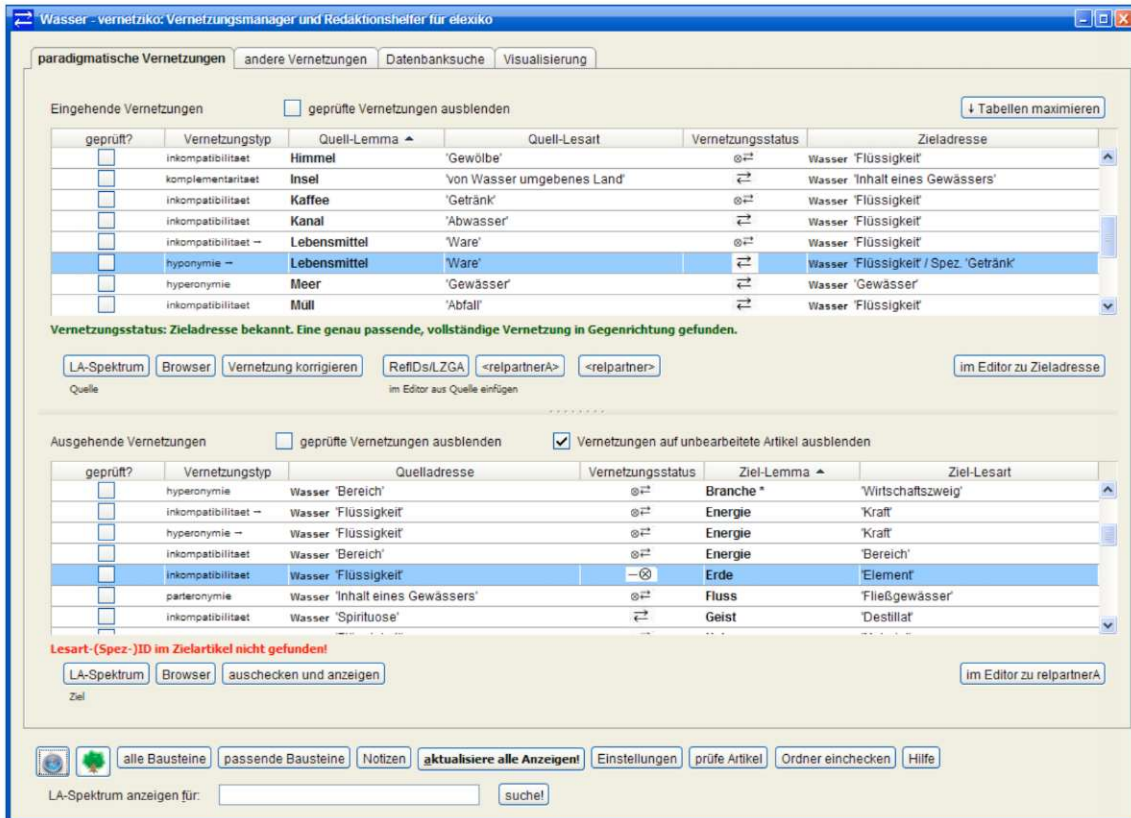 Wasser - vernetziko: Vernetzungsmanager und Redaktionshelfer für elexiko
paradigmatische Vernetzungen andere Vernetzungen Datenbanksuche Visualisierung
Eingehende Vernetzungen geprüfte Vernetzungen ausblenden ↓ Tabellen maximieren
geprüft? Vernetzungstyp Quell-Lemma ▲ Quell-Lesart Vernetzungsstatus Zieladresse
inkompatibilitaet Himmel 'Gewölbe' ⊗⇄ Wasser 'Flüssigkeit'
komplementaritaet Insel 'von Wasser umgebenes Land' ⇄ Wasser 'Inhalt eines Gewässers'
inkompatibilitaet Kaffee 'Getränk' ⊗⇄ Wasser 'Flüssigkeit'
inkompatibilitaet Kanal 'Abwasser' ⇄ Wasser 'Flüssigkeit'
inkompatibilitaet → Lebensmittel 'Ware' ⊗⇄ Wasser 'Flüssigkeit'
hyponymie → Lebensmittel 'Ware' ⇄ Wasser 'Flüssigkeit' / Spez. 'Getränk'
hyperonymie Meer 'Gewässer' ⇄ Wasser 'Gewässer'
inkompatibilitaet Müll 'Abfall' ⇄ Wasser 'Flüssigkeit'
Vernetzungsstatus: Zieladresse bekannt. Eine genau passende, vollständige Vernetzung in Gegenrichtung gefunden.
LA-Spektrum Browser Vernetzung korrigieren RefIDs/LZGA <relpartnerA> <relpartner> im Editor zu Zieladresse
Quelle im Editor aus Quelle einfügen
Ausgehende Vernetzungen geprüfte Vernetzungen ausblenden Vernetzungen auf unbearbeitete Artikel ausblenden
geprüft? Vernetzungstyp Quelladresse Vernetzungsstatus Ziel-Lemma ▲ Ziel-Lesart
hyperonymie Wasser 'Bereich' ⊗⇄ Branche * 'Wirtschaftszweig'
inkompatibilitaet → Wasser 'Flüssigkeit' ⊗⇄ Energie 'Kraft'
hyperonymie → Wasser 'Flüssigkeit' ⊗⇄ Energie 'Kraft'
inkompatibilitaet Wasser 'Bereich' ⊗⇄ Energie 'Bereich'
inkompatibilitaet Wasser 'Flüssigkeit' –⊗ Erde 'Element'
parteronymie Wasser 'Inhalt eines Gewässers' ⊗⇄ Fluss 'Fließgewässer'
inkompatibilitaet Wasser 'Spirituose' ⇄ Geist 'Destillat'
Lesart-(Spez-)ID im Zielartikel nicht gefunden!
LA-Spektrum Browser auschecken und anzeigen im Editor zu relpartnerA
Ziel
alle Bausteine passende Bausteine Notizen aktualisiere alle Anzeigen! Einstellungen prüfe Artikel Ordner einchecken Hilfe
LA-Spektrum anzeigen für: suche!